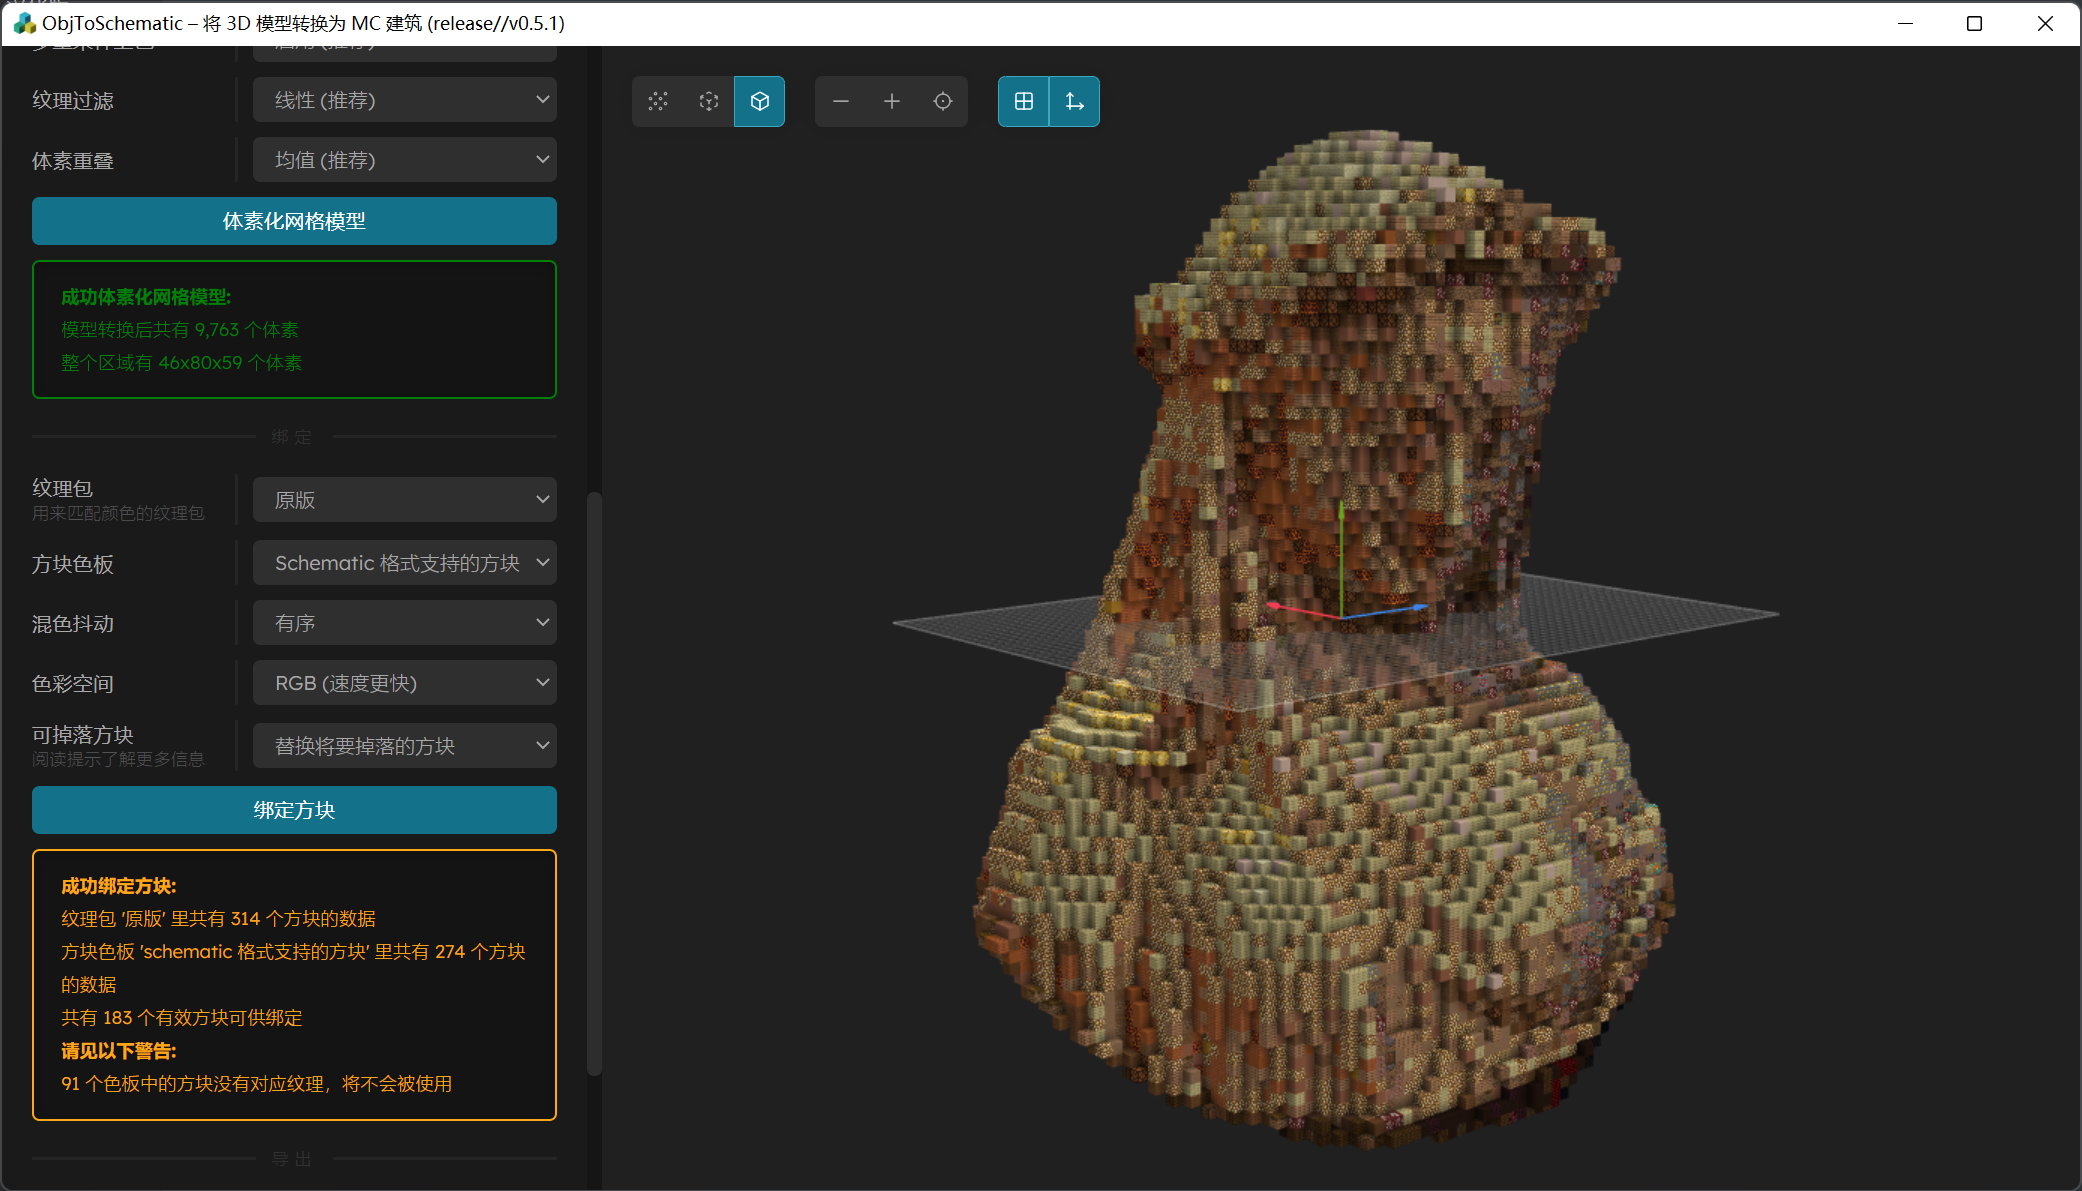 ObjToSchematic – 将 3D 模型转换为 MC 建筑 (release//v0.5.1)
纹理过滤
线性 (推荐)
体素重叠
均值 (推荐)
体素化网格模型
成功体素化网格模型:
模型转换后共有 9,763 个体素
整个区域有 46x80x59 个体素
绑 定
纹理包
用来匹配颜色的纹理包
原版
方块色板
Schematic 格式支持的方块
混色抖动
有序
色彩空间
RGB (速度更快)
可掉落方块
阅读提示了解更多信息
替换将要掉落的方块
绑定方块
成功绑定方块:
纹理包 '原版' 里共有 314 个方块的数据
方块色板 'schematic 格式支持的方块' 里共有 274 个方块
的数据
共有 183 个有效方块可供绑定
请见以下警告:
91 个色板中的方块没有对应纹理，将不会被使用
导 出